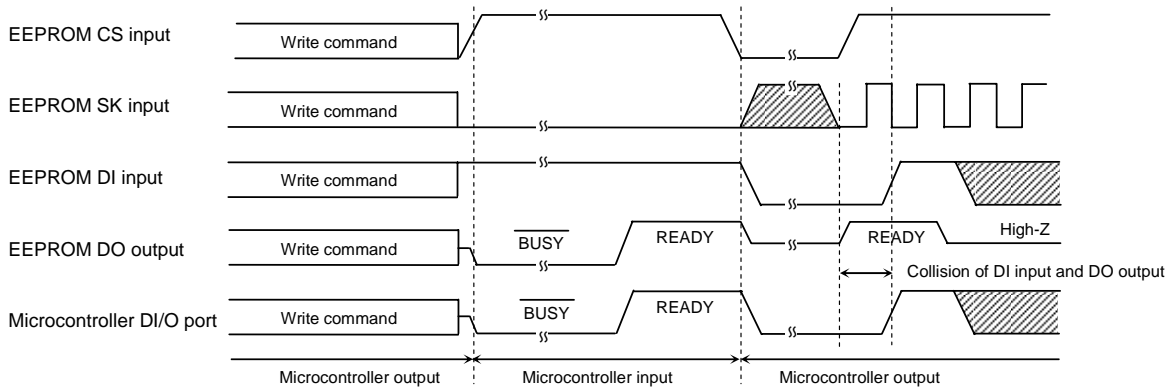 EEPROM CS input
Write command
EEPROM SK input
Write command
EEPROM DI input
Write command
EEPROM DO output
Write command
BUSY
READY
READY
High-Z
Collision of DI input and DO output
Microcontroller DI/O port
Write command
BUSY
READY
Microcontroller output
Microcontroller input
Microcontroller output